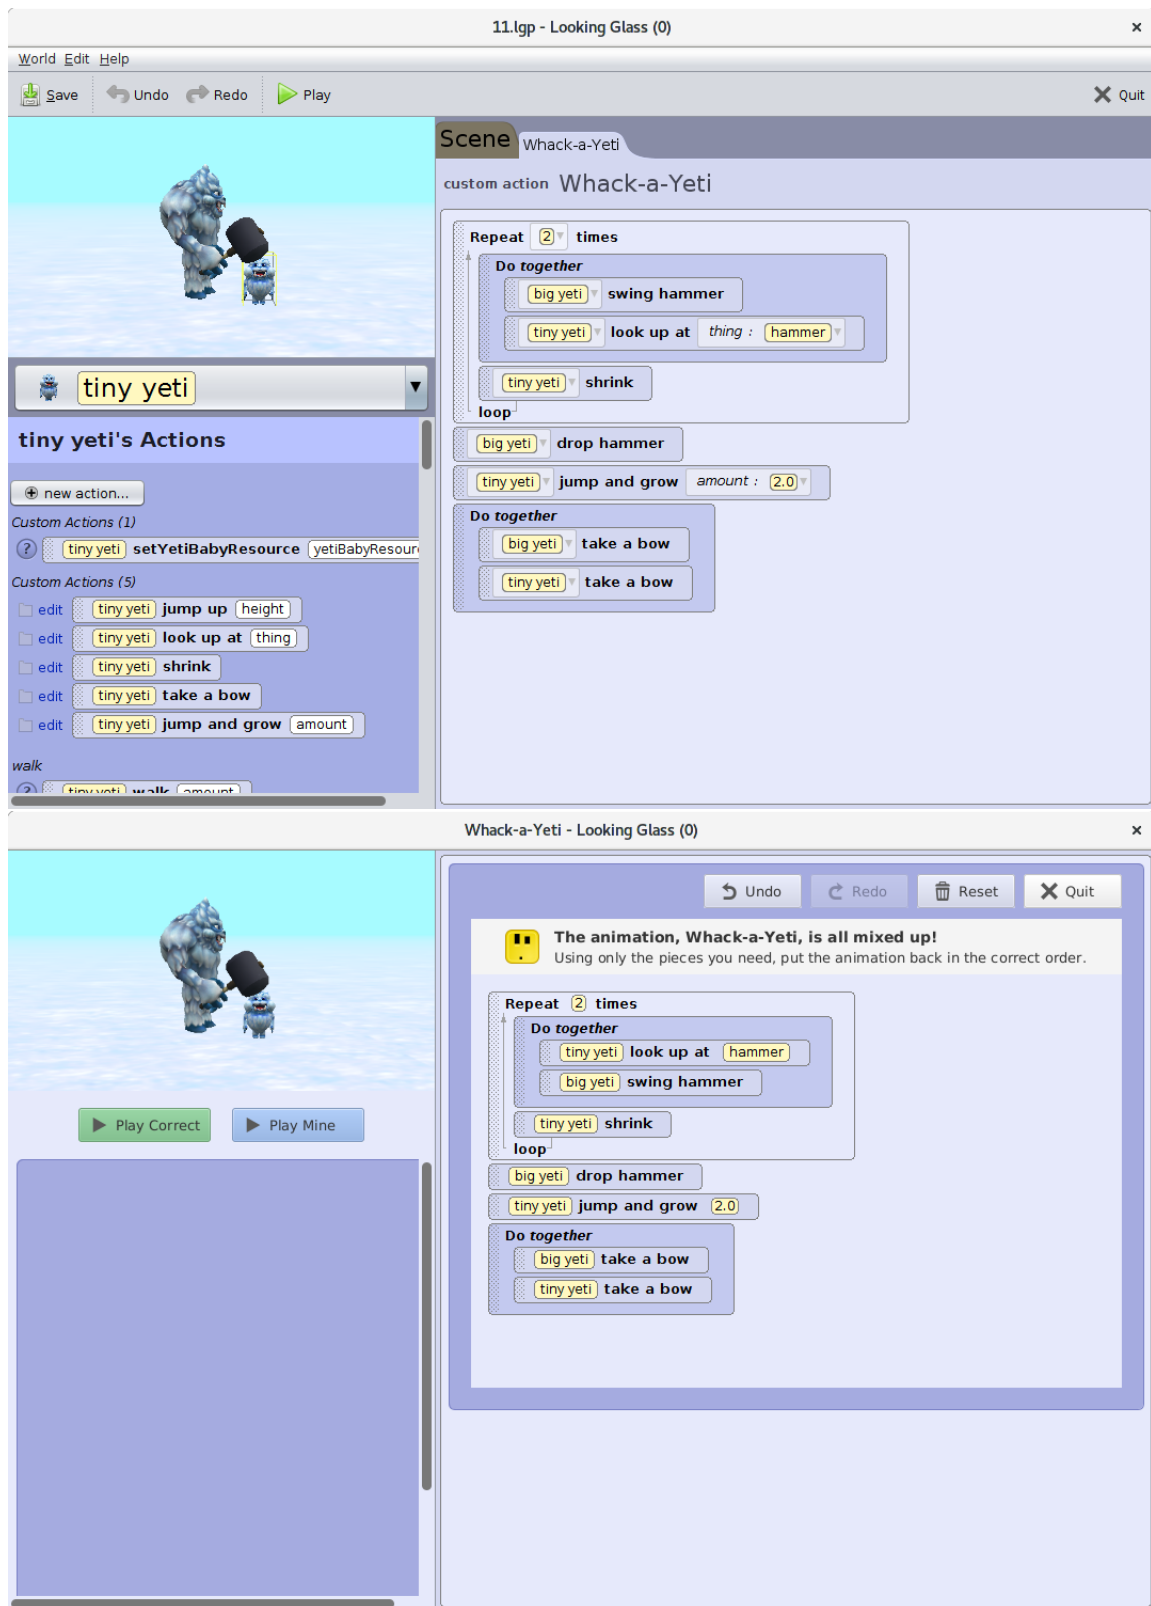 11.lgp - Looking Glass (0)
×
World Edit Help
Save Undo Redo Play
Quit
Scene Whack-a-Yeti
custom action Whack-a-Yeti
Repeat 2 times
Do together
big yeti swing hammer
tiny yeti look up at thing : hammer
tiny yeti shrink
loop
big yeti drop hammer
tiny yeti jump and grow amount : 2.0
Do together
big yeti take a bow
tiny yeti take a bow
tiny yeti
tiny yeti's Actions
new action...
Custom Actions (1)
? tiny yeti setYetiBabyResource yetiBabyResour
Custom Actions (5)
edit tiny yeti jump up height
edit tiny yeti look up at thing
edit tiny yeti shrink
edit tiny yeti take a bow
edit tiny yeti jump and grow amount
walk
? tiny yeti walk amount
Whack-a-Yeti - Looking Glass (0)
×
Undo Redo Reset Quit
The animation, Whack-a-Yeti, is all mixed up!
Using only the pieces you need, put the animation back in the correct order.
Repeat 2 times
Do together
tiny yeti look up at hammer
big yeti swing hammer
tiny yeti shrink
loop
big yeti drop hammer
tiny yeti jump and grow 2.0
Do together
big yeti take a bow
tiny yeti take a bow
Play Correct Play Mine